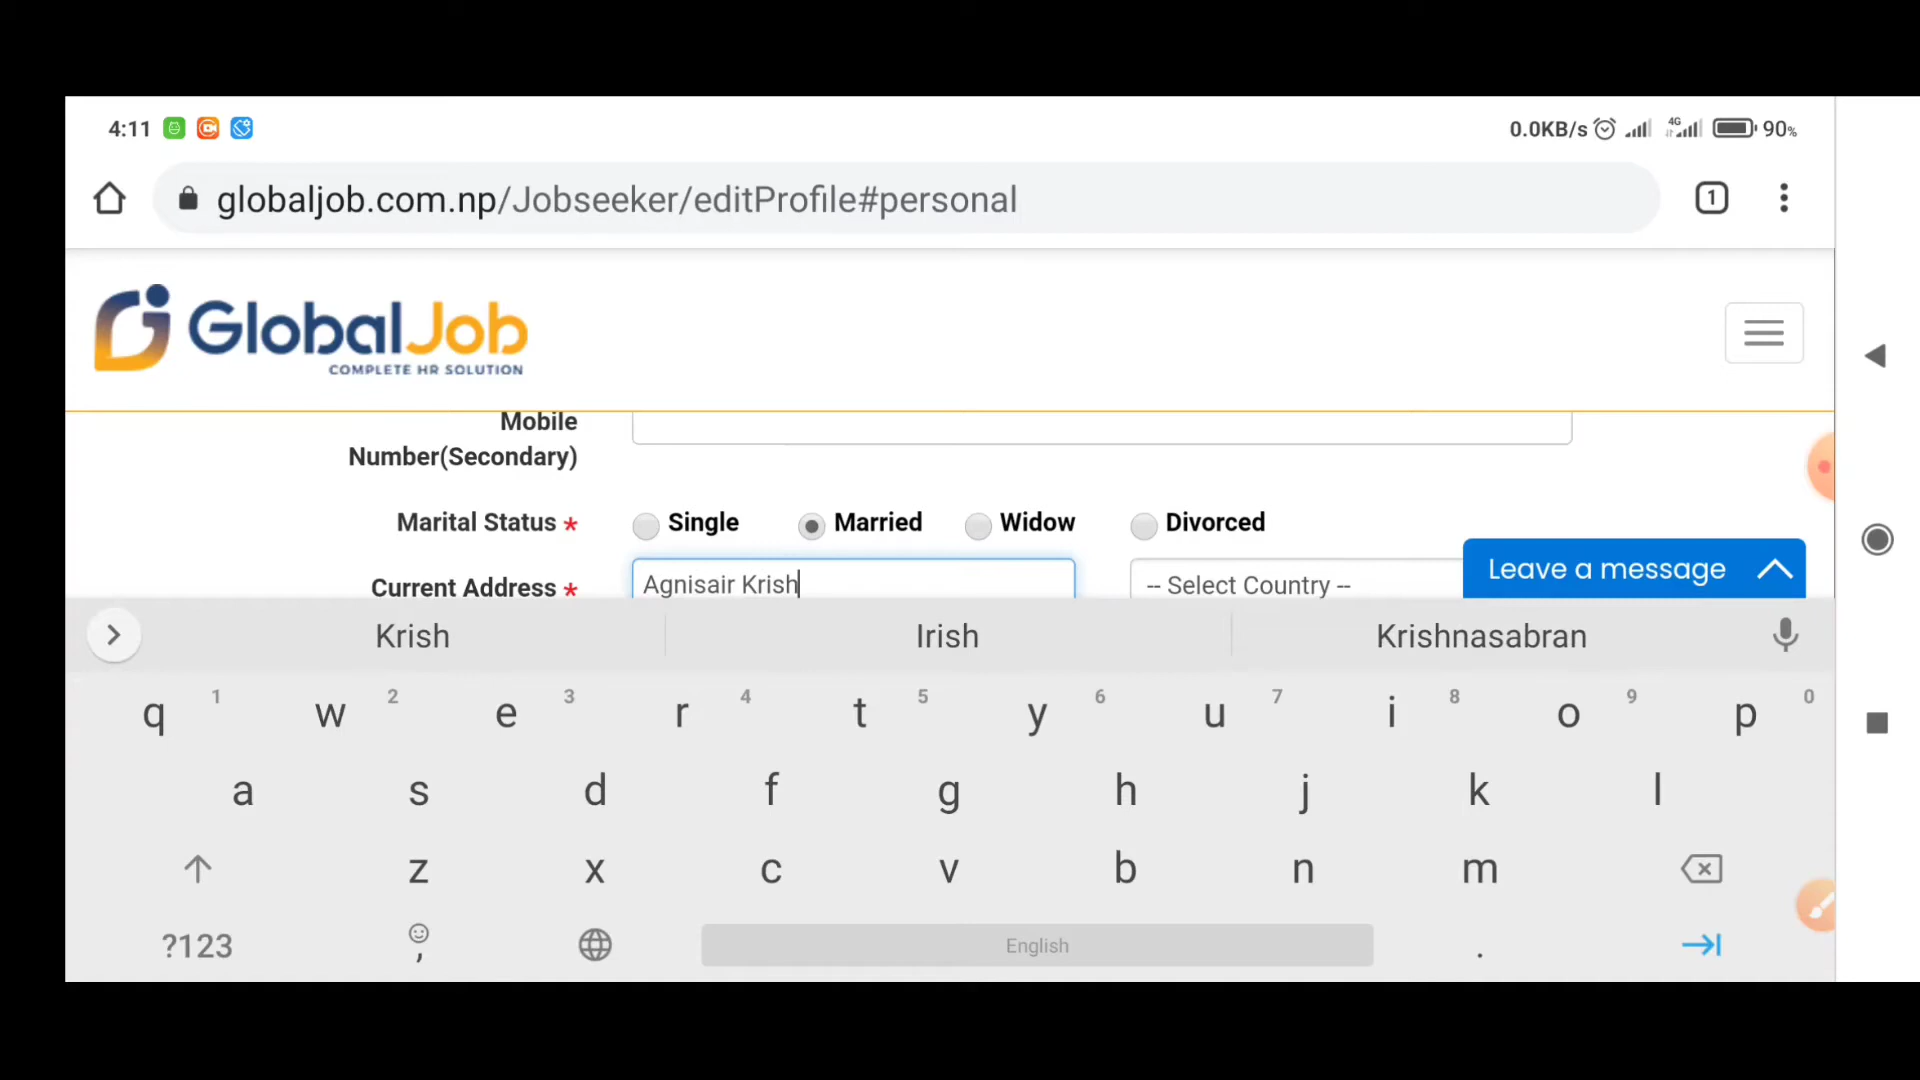 4:11 0.0KB/s 4G 90%
globaljob.com.np/Jobseeker/editProfile#personal 1
GlobalJob
COMPLETE HR SOLUTION
Mobile
Number(Secondary)
Marital Status * Single Married Widow Divorced
Current Address * Agnisair Krish -- Select Country -- Leave a message
Krish Irish Krishnasabran
q 1 w 2 e 3 r 4 t 5 y 6 u 7 i 8 o 9 p 0
a s d f g h j k l
z x c v b n m
?123 , English .